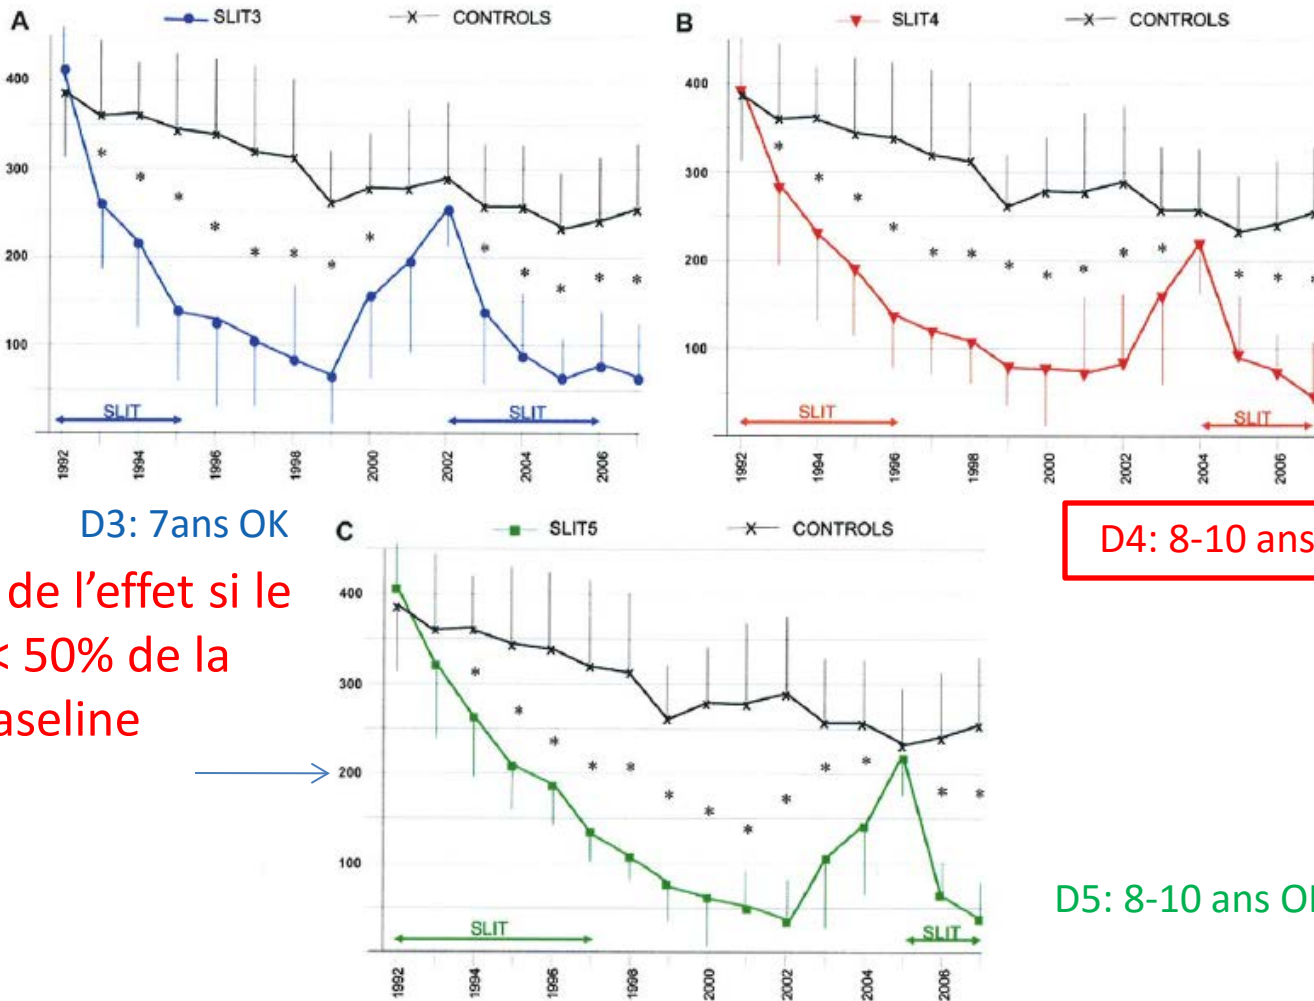 A SLIT3 CONTROLS
400
300
200
100
SLIT SLIT
1992 1994 1996 1998 2000 2002 2004 2006
B SLIT4 CONTROLS
400
300
200
100
SLIT SLIT
1992 1994 1996 1998 2000 2002 2004 2006
D3: 7ans OK
D4: 8-10 ans
de l’effet si le
< 50% de la
aseline
C SLIT5 CONTROLS
400
300
200
100
SLIT SLIT
1992 1994 1996 1998 2000 2002 2004 2006
D5: 8-10 ans O